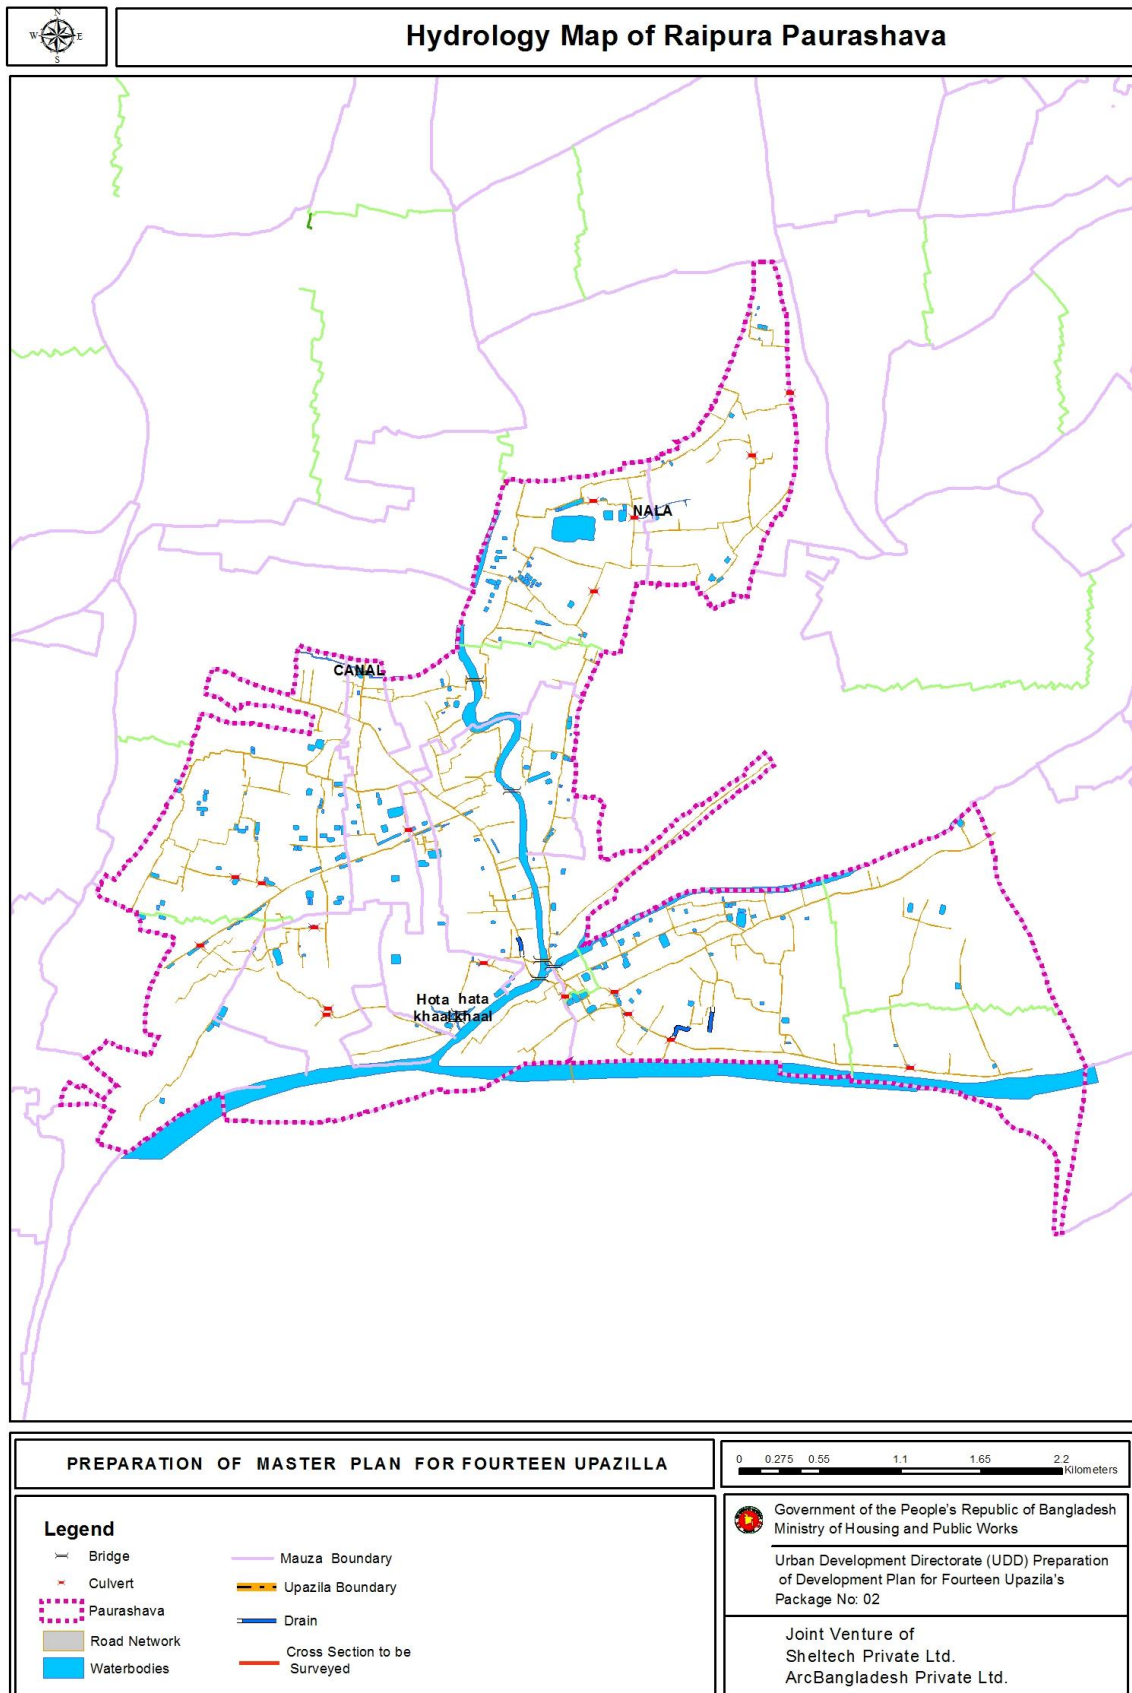 N
W E
S
Hydrology Map of Raipura Paurashava
NALA
CANAL
Hota hata
khaal khaal
PREPARATION OF MASTER PLAN FOR FOURTEEN UPAZILLA
0 0.275 0.55 1.1 1.65 2.2
Kilometers
Legend
Bridge
Culvert
Paurashava
Road Network
Waterbodies
Mauza Boundary
Upazila Boundary
Drain
Cross Section to be
Surveyed
Government of the People's Republic of Bangladesh
Ministry of Housing and Public Works
Urban Development Directorate (UDD) Preparation
of Development Plan for Fourteen Upazila's
Package No: 02
Joint Venture of
Sheltech Private Ltd.
ArcBangladesh Private Ltd.